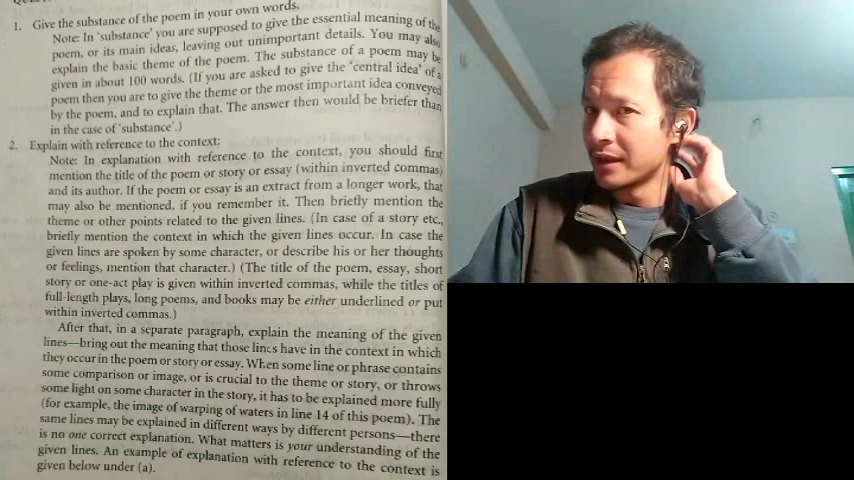 1. Give the substance of the poem in your own words.
Note: In 'substance' you are supposed to give the essential meaning of the
poem, or its main ideas, leaving out unimportant details. You may also
explain the basic theme of the poem. The substance of a poem may be
given in about 100 words. (If you are asked to give the 'central idea' of a
poem then you are to give the theme or the most important idea conveyed
by the poem, and to explain that. The answer then would be briefer than
in the case of 'substance'.)
2. Explain with reference to the context:
Note: In explanation with reference to the context, you should first
mention the title of the poem or story or essay (within inverted commas)
and its author. If the poem or essay is an extract from a longer work, that
may also be mentioned, if you remember it. Then briefly mention the
theme or other points related to the given lines. (In case of a story etc.,
briefly mention the context in which the given lines occur. In case the
given lines are spoken by some character, or describe his or her thoughts
or feelings, mention that character.) (The title of the poem, essay, short
story or one-act play is given within inverted commas, while the titles of
full-length plays, long poems, and books may be either underlined or put
within inverted commas.)
After that, in a separate paragraph, explain the meaning of the given
lines—bring out the meaning that those lines have in the context in which
they occur in the poem or story or essay. When some line or phrase contains
some comparison or image, or is crucial to the theme or story, or throws
some light on some character in the story, it has to be explained more fully
(for example, the image of warping of waters in line 14 of this poem). The
same lines may be explained in different ways by different persons—there
is no one correct explanation. What matters is your understanding of the
given lines. An example of explanation with reference to the context is
given below under (a).